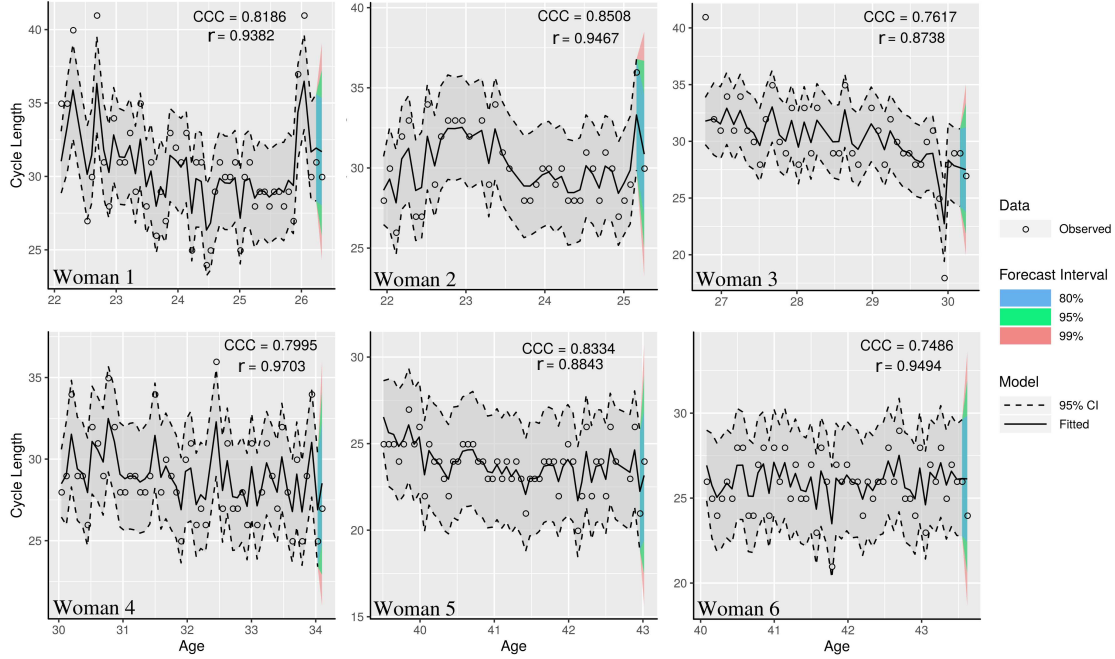 CCC = 0.8186
r = 0.9382
40
35
30
25
Cycle Length
Woman 1
22 23 24 25 26
CCC = 0.8508
r = 0.9467
40
35
30
25
Woman 2
22 23 24 25
CCC = 0.7617
r = 0.8738
40
35
30
25
20
Woman 3
27 28 29 30
CCC = 0.7995
r = 0.9703
35
30
25
Cycle Length
Woman 4
30 31 32 33 34
Age
CCC = 0.8334
r = 0.8843
30
25
20
15
Woman 5
40 41 42 43
Age
CCC = 0.7486
r = 0.9494
30
25
20
Woman 6
40 41 42 43
Age
Data
Observed
Forecast Interval
80%
95%
99%
Model
95% CI
Fitted